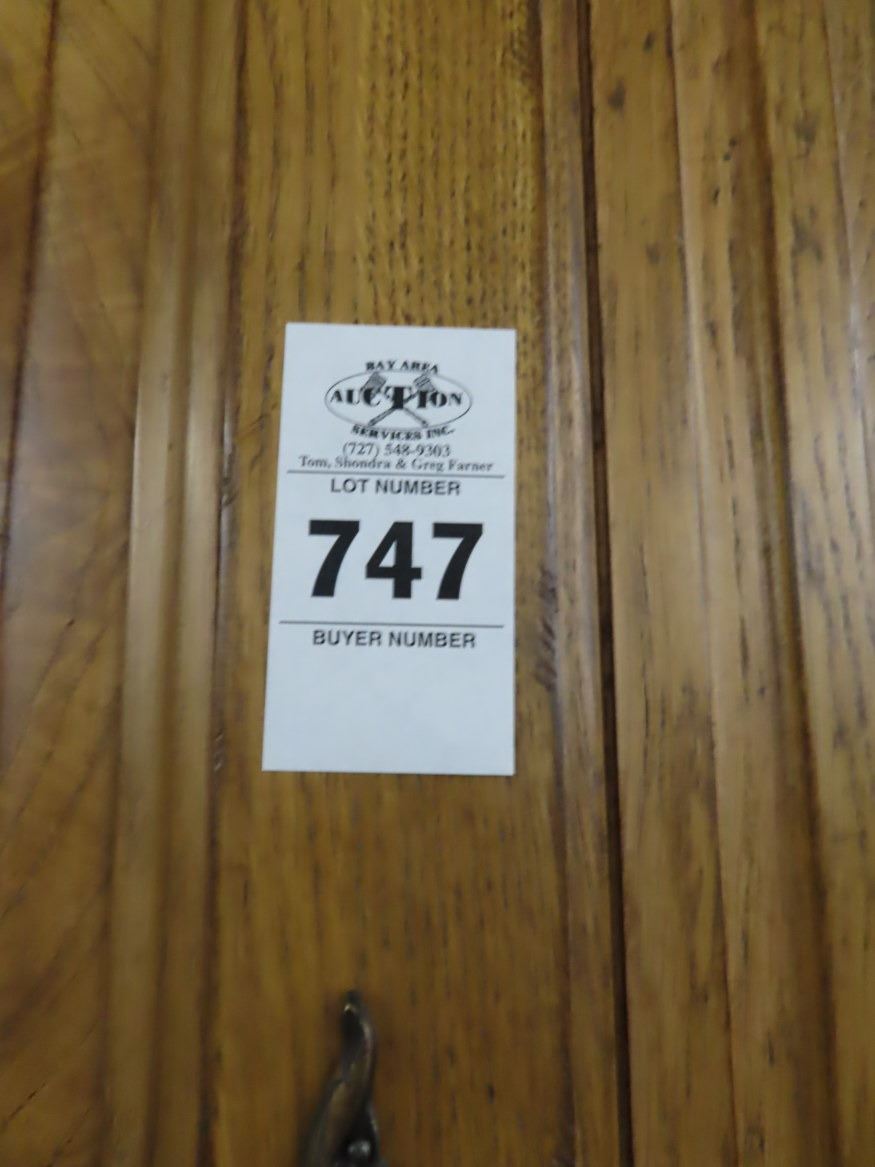 BAY AREA
AUCTION
SERVICES INC.
(727) 548-9303
Tom, Shondra & Greg Farner
LOT NUMBER
747
BUYER NUMBER